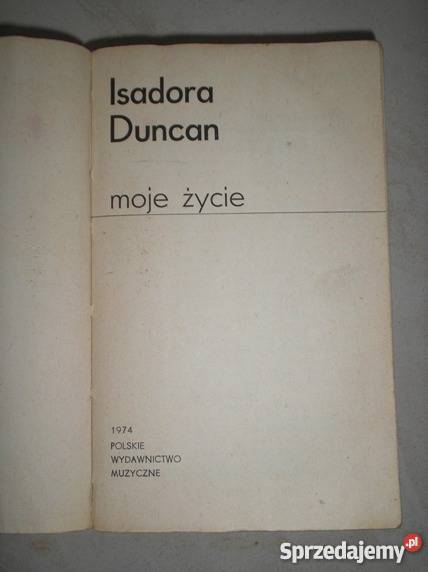 Isadora
Duncan
moje życie
1974
POLSKIE
WYDAWNICTWO
MUZYCZNE
Sprzedajemy.pl